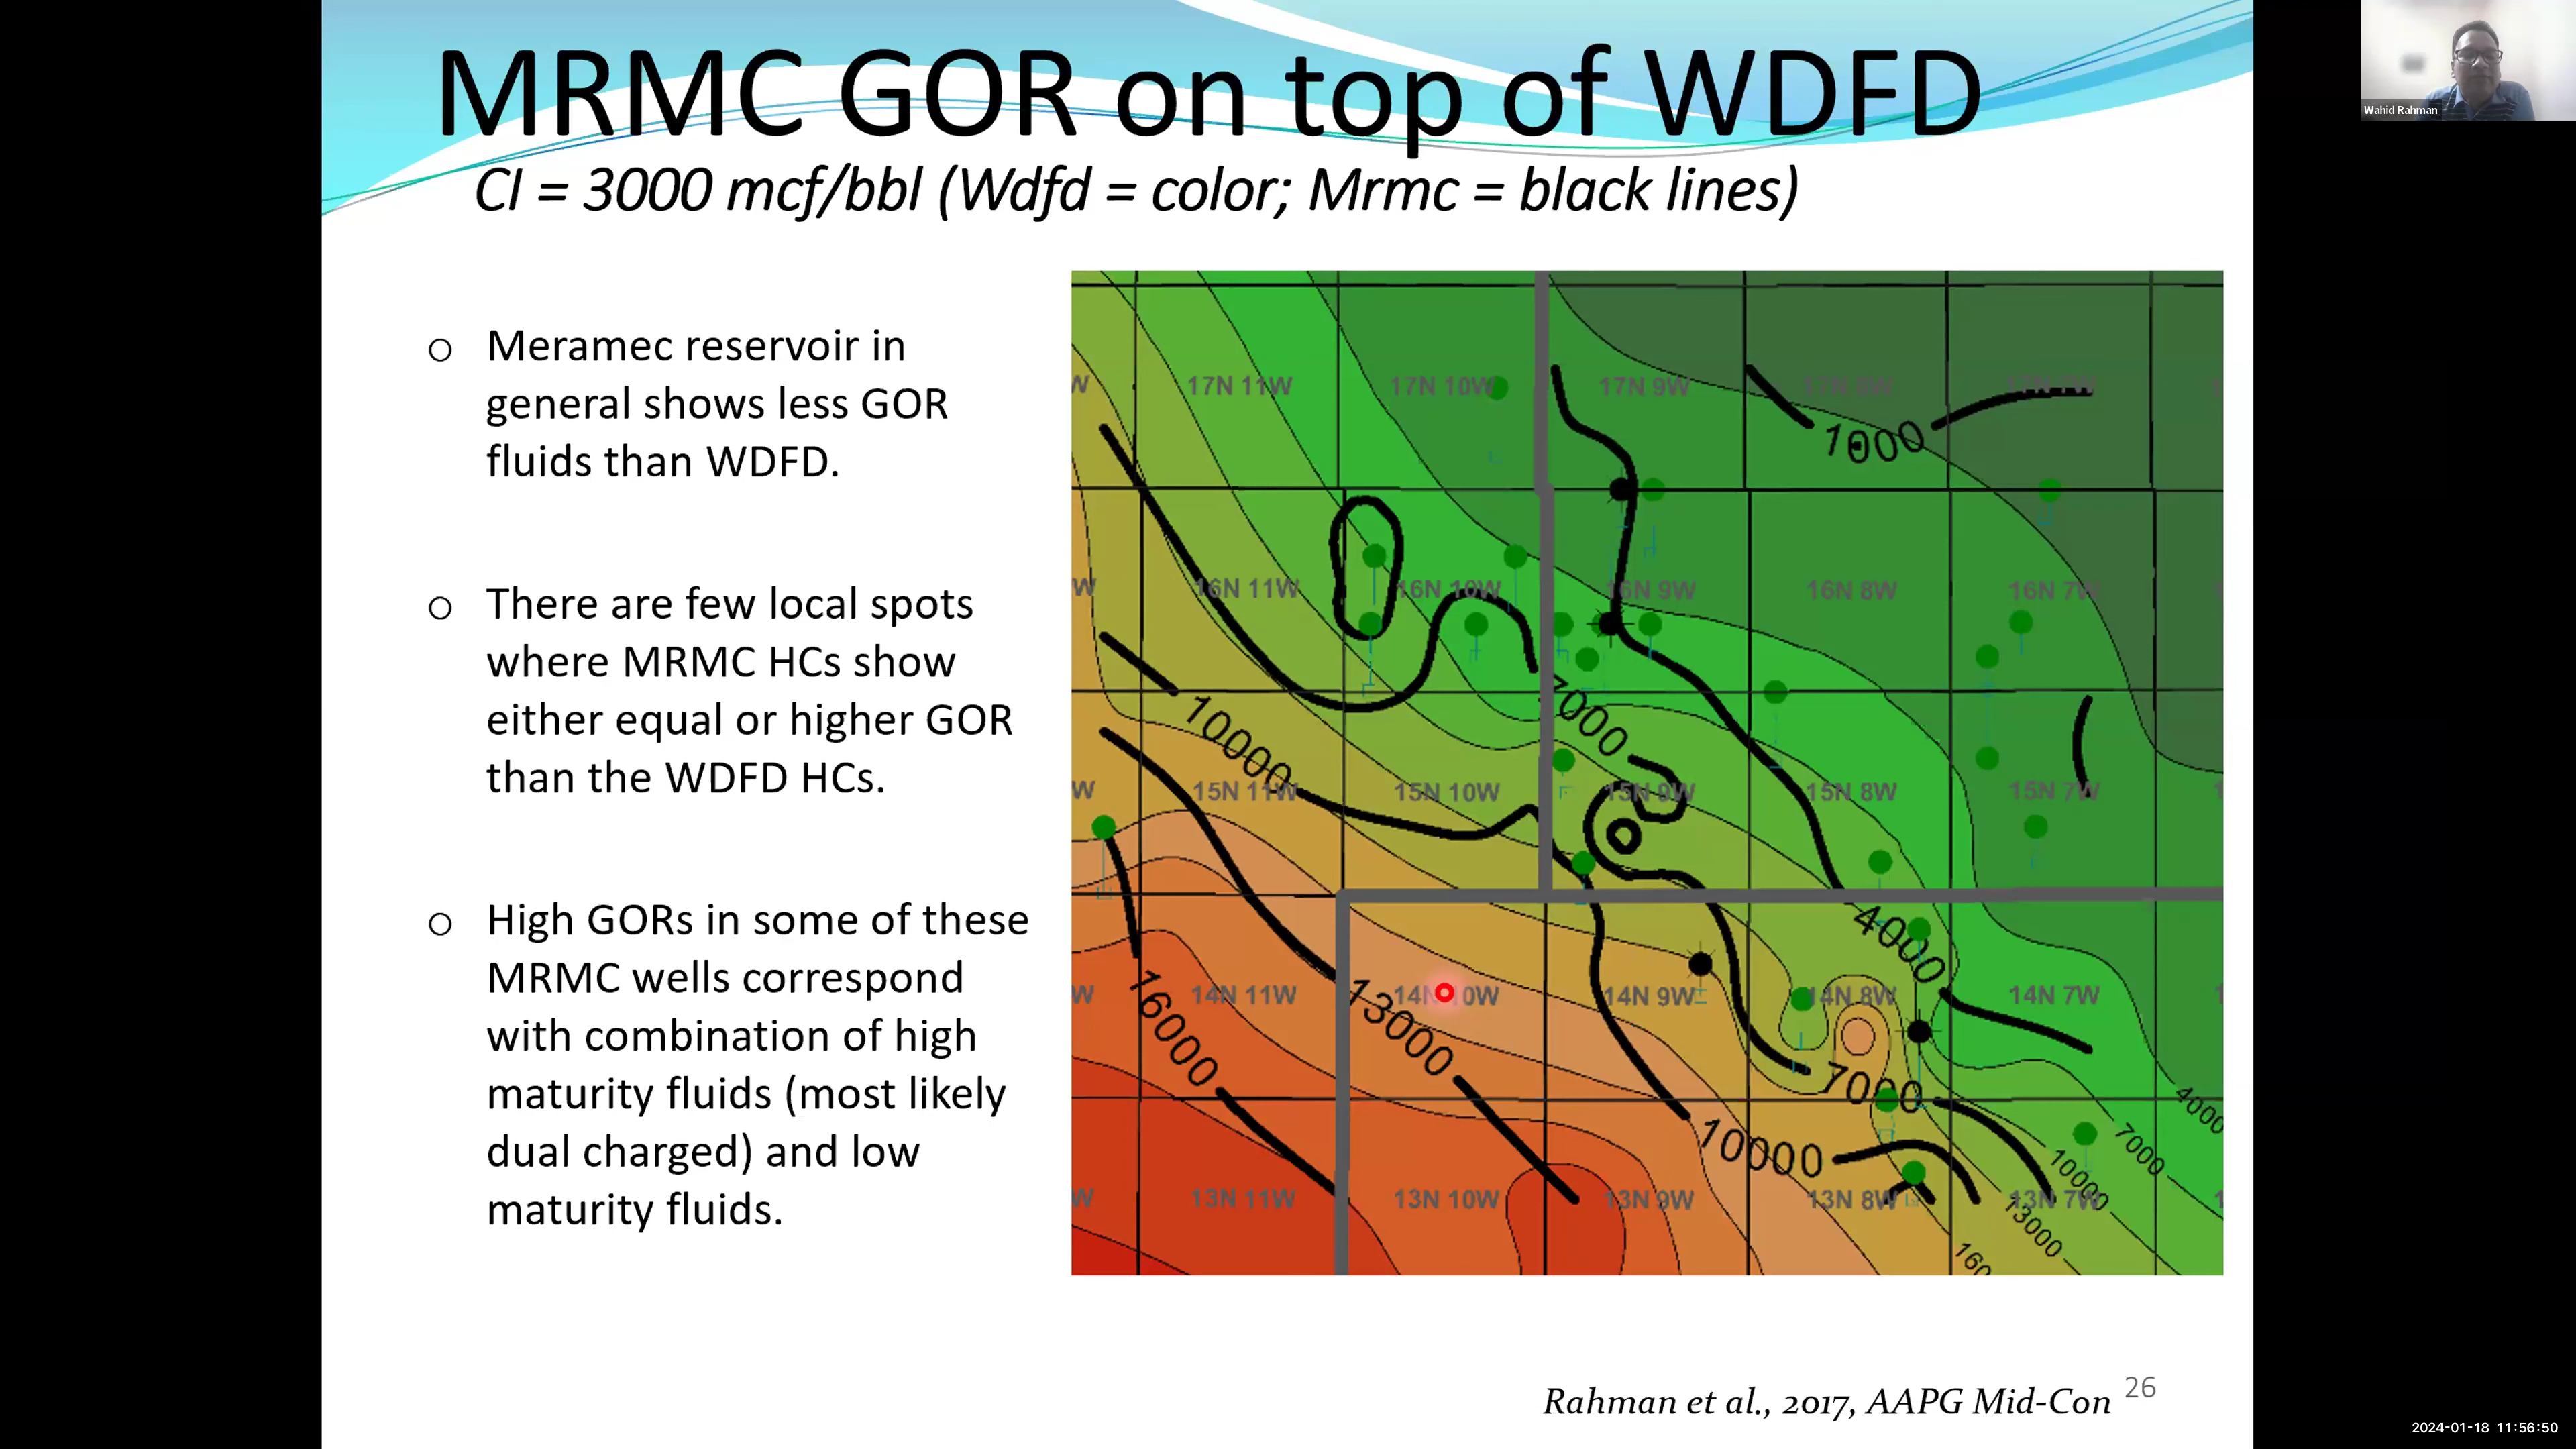 MRMC GOR on top of WDFD
CI = 3000 mcf/bbl (Wdfd = color; Mrmc = black lines)
Wahid Rahman
o Meramec reservoir in
general shows less GOR
fluids than WDFD.
o There are few local spots
where MRMC HCs show
either equal or higher GOR
than the WDFD HCs.
o High GORs in some of these
MRMC wells correspond
with combination of high
maturity fluids (most likely
dual charged) and low
maturity fluids.
W 17N 11W 17N 10W 17N 9W 17N 8W 17N 7W
1000
W 16N 11W 16N 10W 16N 9W 16N 8W 16N 7W
7000
10000
W 15N 11W 15N 10W 15N 9W 15N 8W 15N 7W
4000
W 14N 11W 14N 10W 14N 9W 14N 8W 14N 7W
16000
13000
7000
10000
4000
7000
10000
13000
160
W 13N 11W 13N 10W 13N 9W 13N 8W 13N 7W
Rahman et al., 2017, AAPG Mid-Con
26
2024-01-18 11:56:50